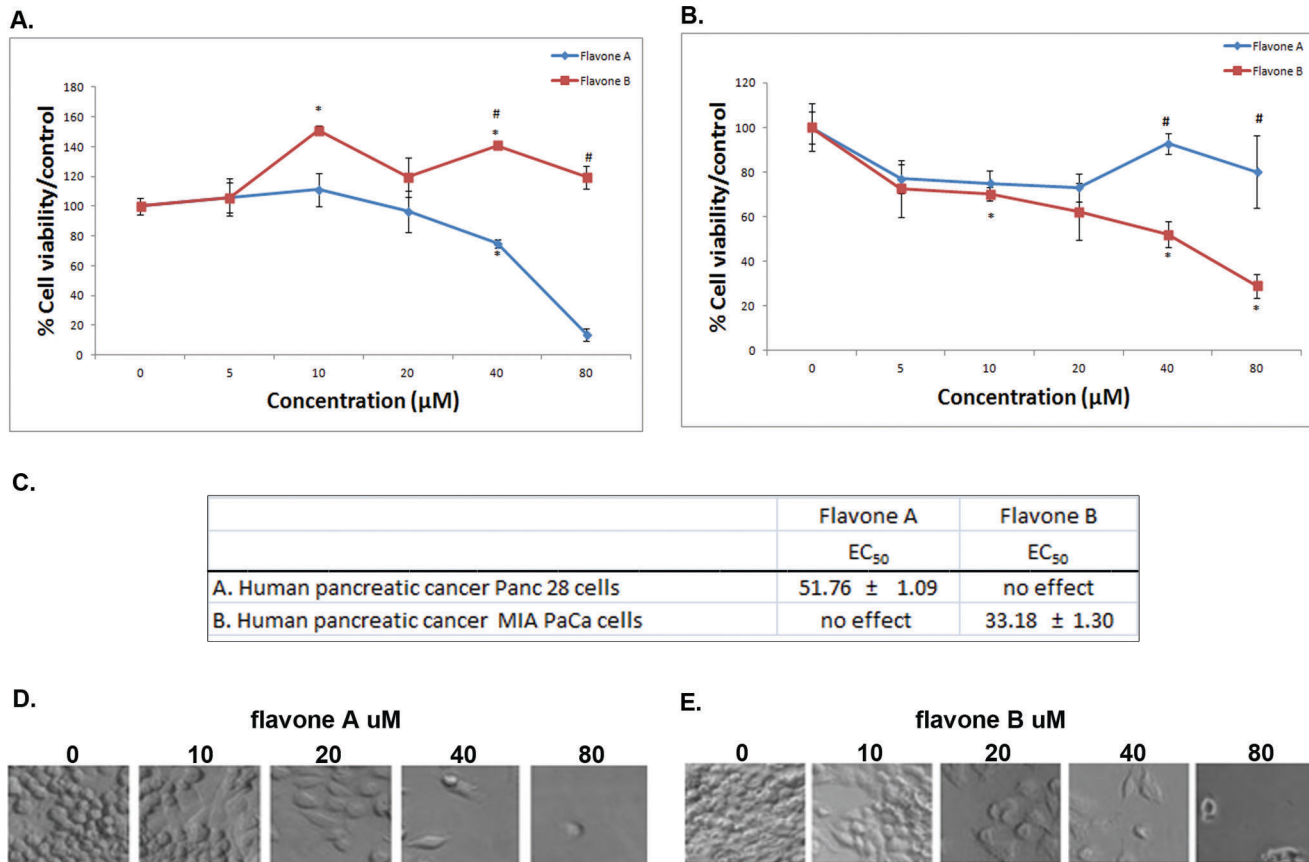 A.
Flavone A
Flavone B
% Cell viability/control
180
160
140
120
100
80
60
40
20
0
* # * # *
0 5 10 20 40 80
Concentration (µM)
B.
Flavone A
Flavone B
% Cell viability/control
120
100
80
60
40
20
0
# # * * *
0 5 10 20 40 80
Concentration (µM)
C.
Flavone A Flavone B
EC50 EC50
A. Human pancreatic cancer Panc 28 cells 51.76 ± 1.09 no effect
B. Human pancreatic cancer MIA PaCa cells no effect 33.18 ± 1.30
D.
flavone A uM
0 10 20 40 80
E.
flavone B uM
0 10 20 40 80